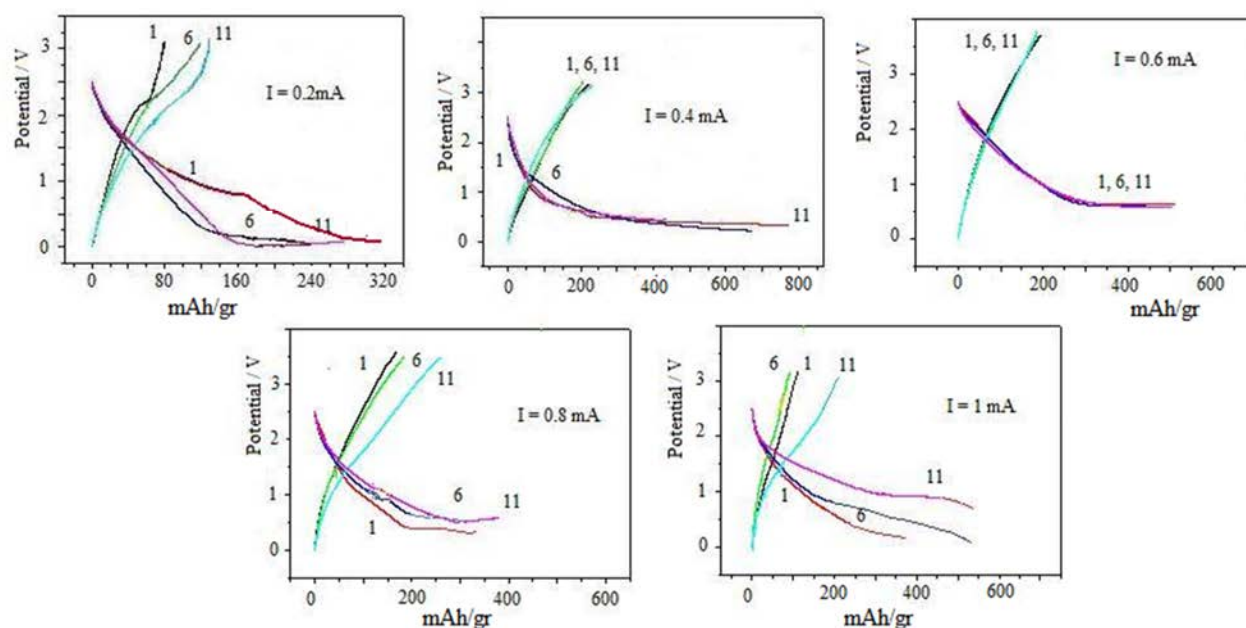 1 6 11
3
I = 0.2mA
2
1
1
6 11
0
0 80 160 240 320
mAh/gr
Potential / V
3
1, 6, 11
I = 0.4 mA
2
1 6
1
11
0
0 200 400 600 800
Potential / V
1, 6, 11
I = 0.6 mA
3
2
1
1, 6, 11
0
0 200 400 600
mAh/gr
Potential / V
1 6
11
3
I = 0.8 mA
2
1
6
11
1
0
0 200 400 600
mAh/gr
Potential / V
6 1 11
3
I = 1 mA
2
11
1
1
6
0
0 200 400 600
mAh/gr
Potential / V